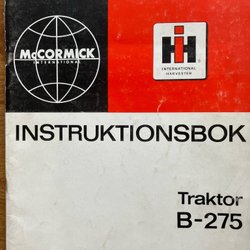 McCORMICK
INTERNATIONAL
IH
INTERNATIONAL
HARVESTER
INSTRUKTIONSBOK
Traktor
B-275